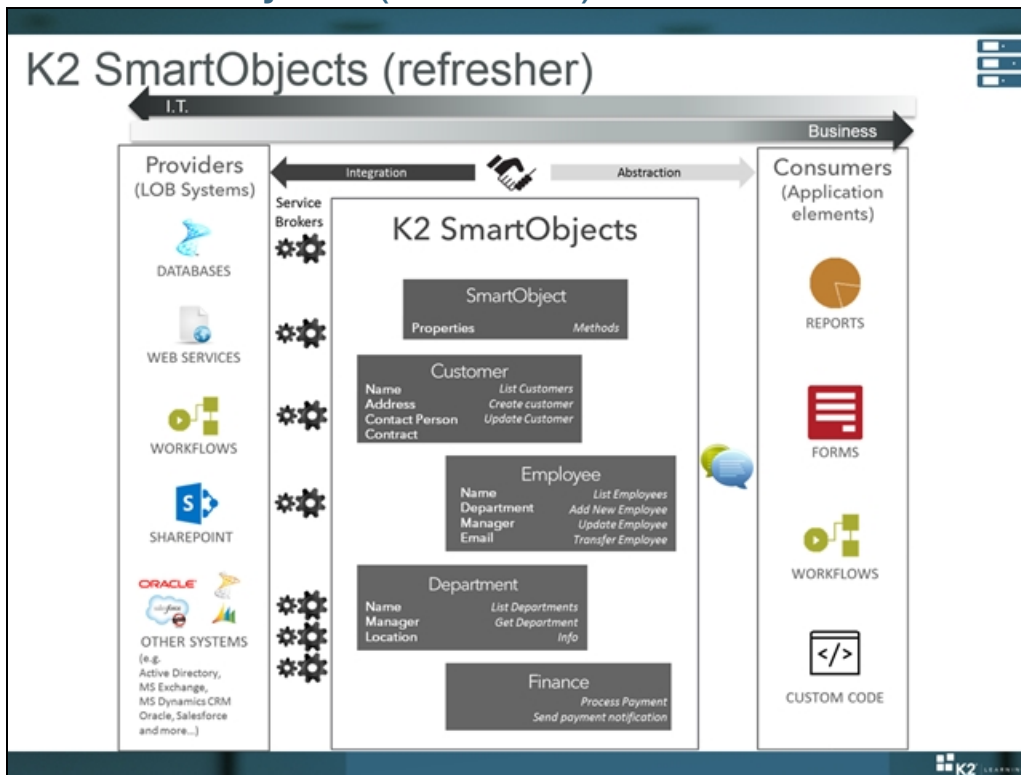 K2 SmartObjects (refresher)
I.T.
Business
Providers
(LOB Systems)
DATABASES
WEB SERVICES
WORKFLOWS
SHAREPOINT
ORACLE
salesforce
OTHER SYSTEMS
(e.g.
Active Directory,
MS Exchange,
MS Dynamics CRM
Oracle, Salesforce
and more...)
Integration
Abstraction
Service
Brokers
K2 SmartObjects
SmartObject
Properties Methods
Customer
Name List Customers
Address Create customer
Contact Person Update Customer
Contract
Employee
Name List Employees
Department Add New Employee
Manager Update Employee
Email Transfer Employee
Department
Name List Departments
Manager Get Department
Location Info
Finance
Process Payment
Send payment notification
Consumers
(Application
elements)
REPORTS
FORMS
WORKFLOWS
</>
CUSTOM CODE
K2 LEARNING